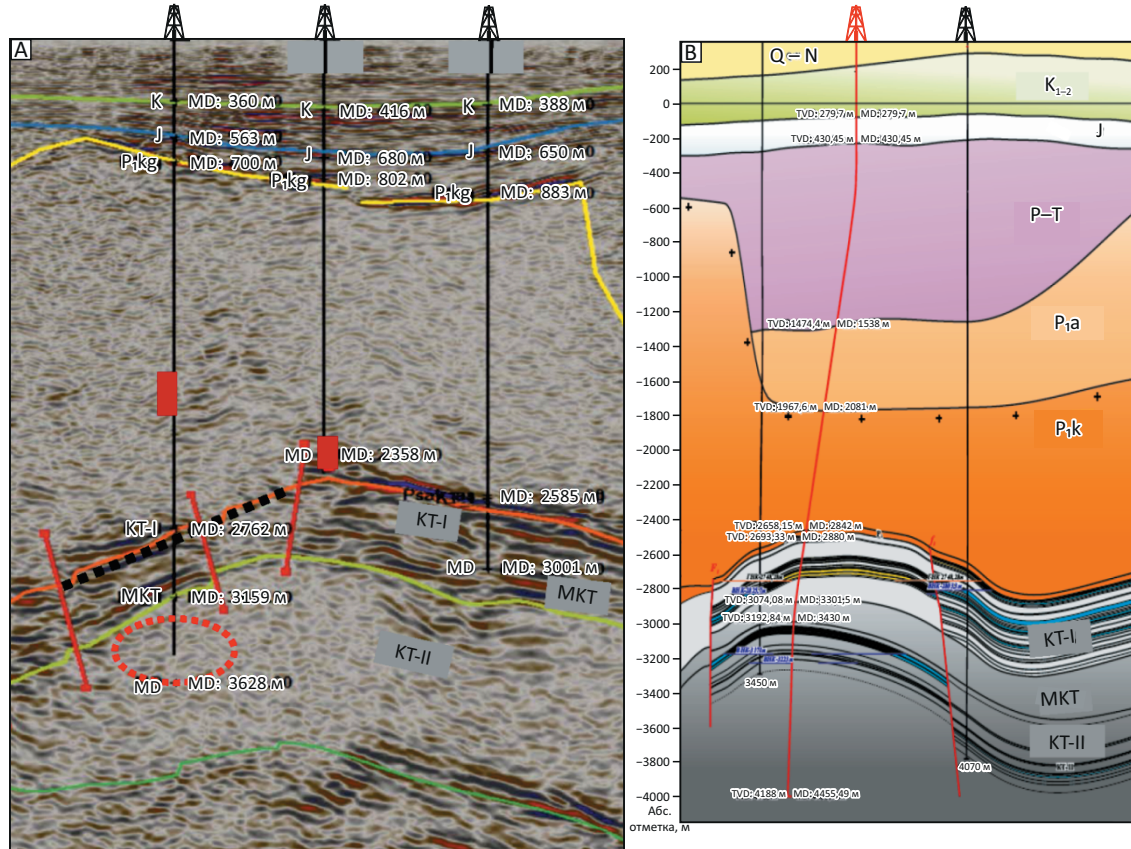 A
K MD: 360 м
K MD: 416 м
K MD: 388 м
J MD: 563 м
J MD: 680 м
J MD: 650 м
P₁kg MD: 700 м
P₁kg MD: 802 м
P₁kg MD: 883 м
MD MD: 2358 м
MD: 2585 м
KT-I
KT-I MD: 2762 м
MD MD: 3001 м
МКТ MD: 3159 м
МКТ
KT-II
MD MD: 3628 м
B
Q – N
K₁₋₂
J
P–T
P₁a
P₁k
200
0
−200
−400
−600
−800
−1000
−1200
−1400
−1600
−1800
−2000
−2200
−2400
−2600
−2800
−3000
−3200
−3400
−3600
−3800
−4000
Абс.
отметка, м
TVD: 279,7 м MD: 279,7 м
TVD: 430,45 м MD: 430,45 м
TVD: 1474,4 м MD: 1538 м
TVD: 1967,6 м MD: 2081 м
TVD: 2658,15 м MD: 2842 м
TVD: 2693,33 м MD: 2880 м
TVD: 3074,08 м MD: 3301,5 м
TVD: 3192,84 м MD: 3430 м
KT-I
МКТ
KT-II
3450 м
4070 м
TVD: 4188 м MD: 4455,49 м